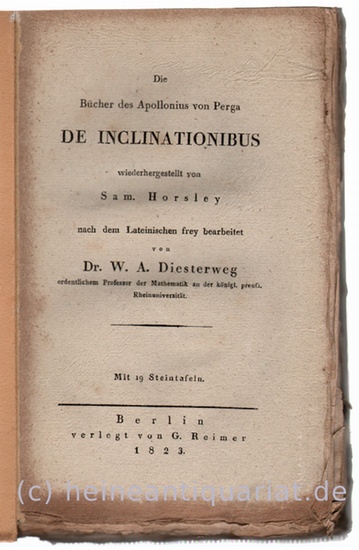 Die
Bücher des Apollonius von Perga
DE INCLINATIONIBUS
wiederhergestellt von
Sam. Horsley
nach dem Lateinischen frey bearbeitet
von
Dr. W. A. Diesterweg
ordentlichem Professor der Mathematik an der königl. preuß.
Rheinuniversität.
Mit 19 Steintafeln.
Berlin
verlegt von G. Reimer
1823.
(c) heineantiquariat.de